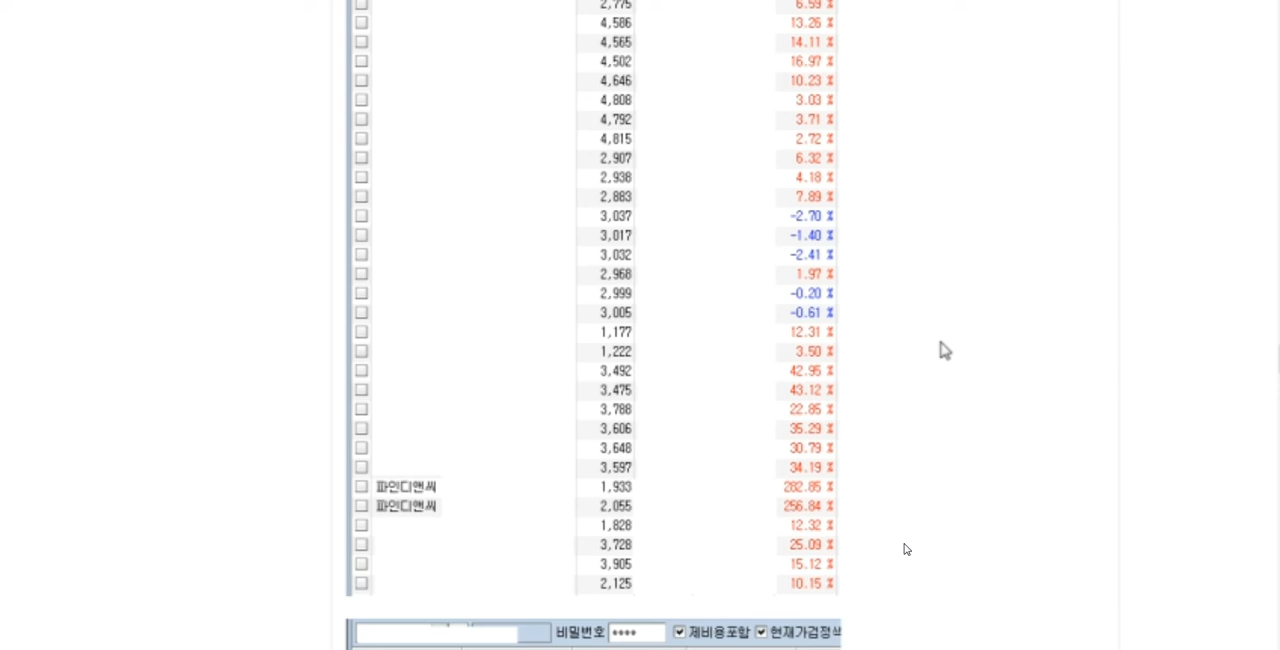 2,775 6.59 %
4,586 13.26 %
4,565 14.11 %
4,502 16.97 %
4,646 10.23 %
4,808 3.03 %
4,792 3.71 %
4,815 2.72 %
2,907 6.32 %
2,938 4.18 %
2,883 7.89 %
3,037 -2.70 %
3,017 -1.40 %
3,032 -2.41 %
2,968 1.97 %
2,999 -0.20 %
3,005 -0.61 %
1,177 12.31 %
1,222 3.50 %
3,492 42.95 %
3,475 43.12 %
3,788 22.85 %
3,606 35.29 %
3,648 30.79 %
3,597 34.19 %
파인디앤씨 1,933 282.85 %
파인디앤씨 2,055 256.84 %
1,828 12.32 %
3,728 25.09 %
3,905 15.12 %
2,125 10.15 %
비밀번호 **** 제비용포함 현재가검정색